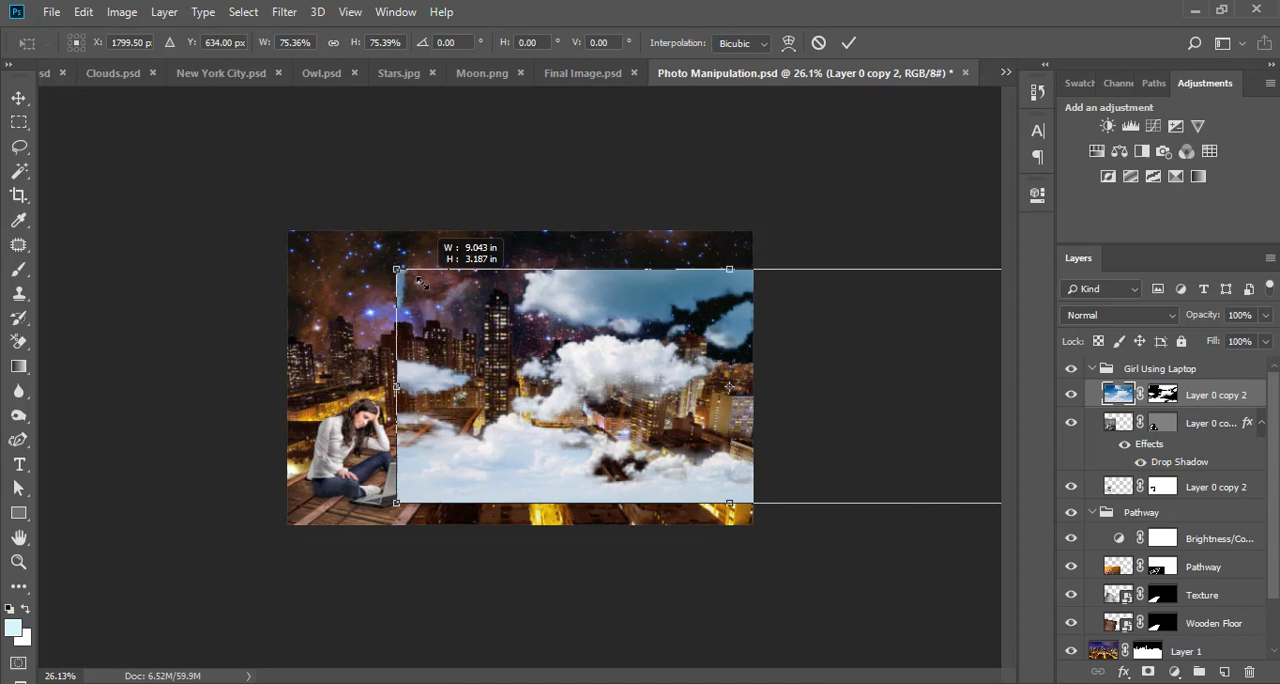 Ps File Edit Image Layer Type Select Filter 3D View Window Help
X: 1799.50 p: Y: 634.00 px W: 75.36% H: 75.39% 0.00 ° H: 0.00 ° V: 0.00 ° Interpolation: Bicubic
sd × Clouds.psd × New York City.psd × Owl.psd × Stars.jpg × Moon.png × Final Image.psd × Photo Manipulation.psd @ 26.1% (Layer 0 copy 2, RGB/8#) * ×
Swatch Channe Paths Adjustments
Add an adjustment
W : 9.043 in
H : 3.187 in
Layers
Kind
Normal Opacity: 100%
Lock: Fill: 100%
Girl Using Laptop
Layer 0 copy 2
Layer 0 co... fx
Effects
Drop Shadow
Layer 0 copy 2
Pathway
Brightness/Co...
Pathway
Texture
Wooden Floor
Layer 1
26.13% Doc: 6.52M/59.9M